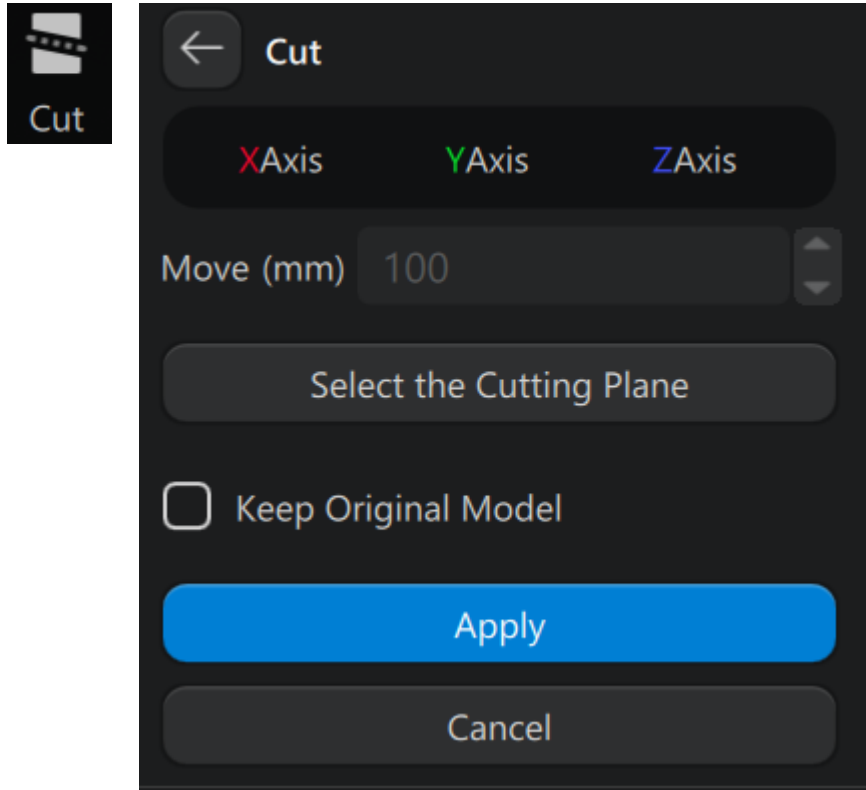 Cut
Cut
XAxis YAxis ZAxis
Move (mm) 100
Select the Cutting Plane
Keep Original Model
Apply
Cancel